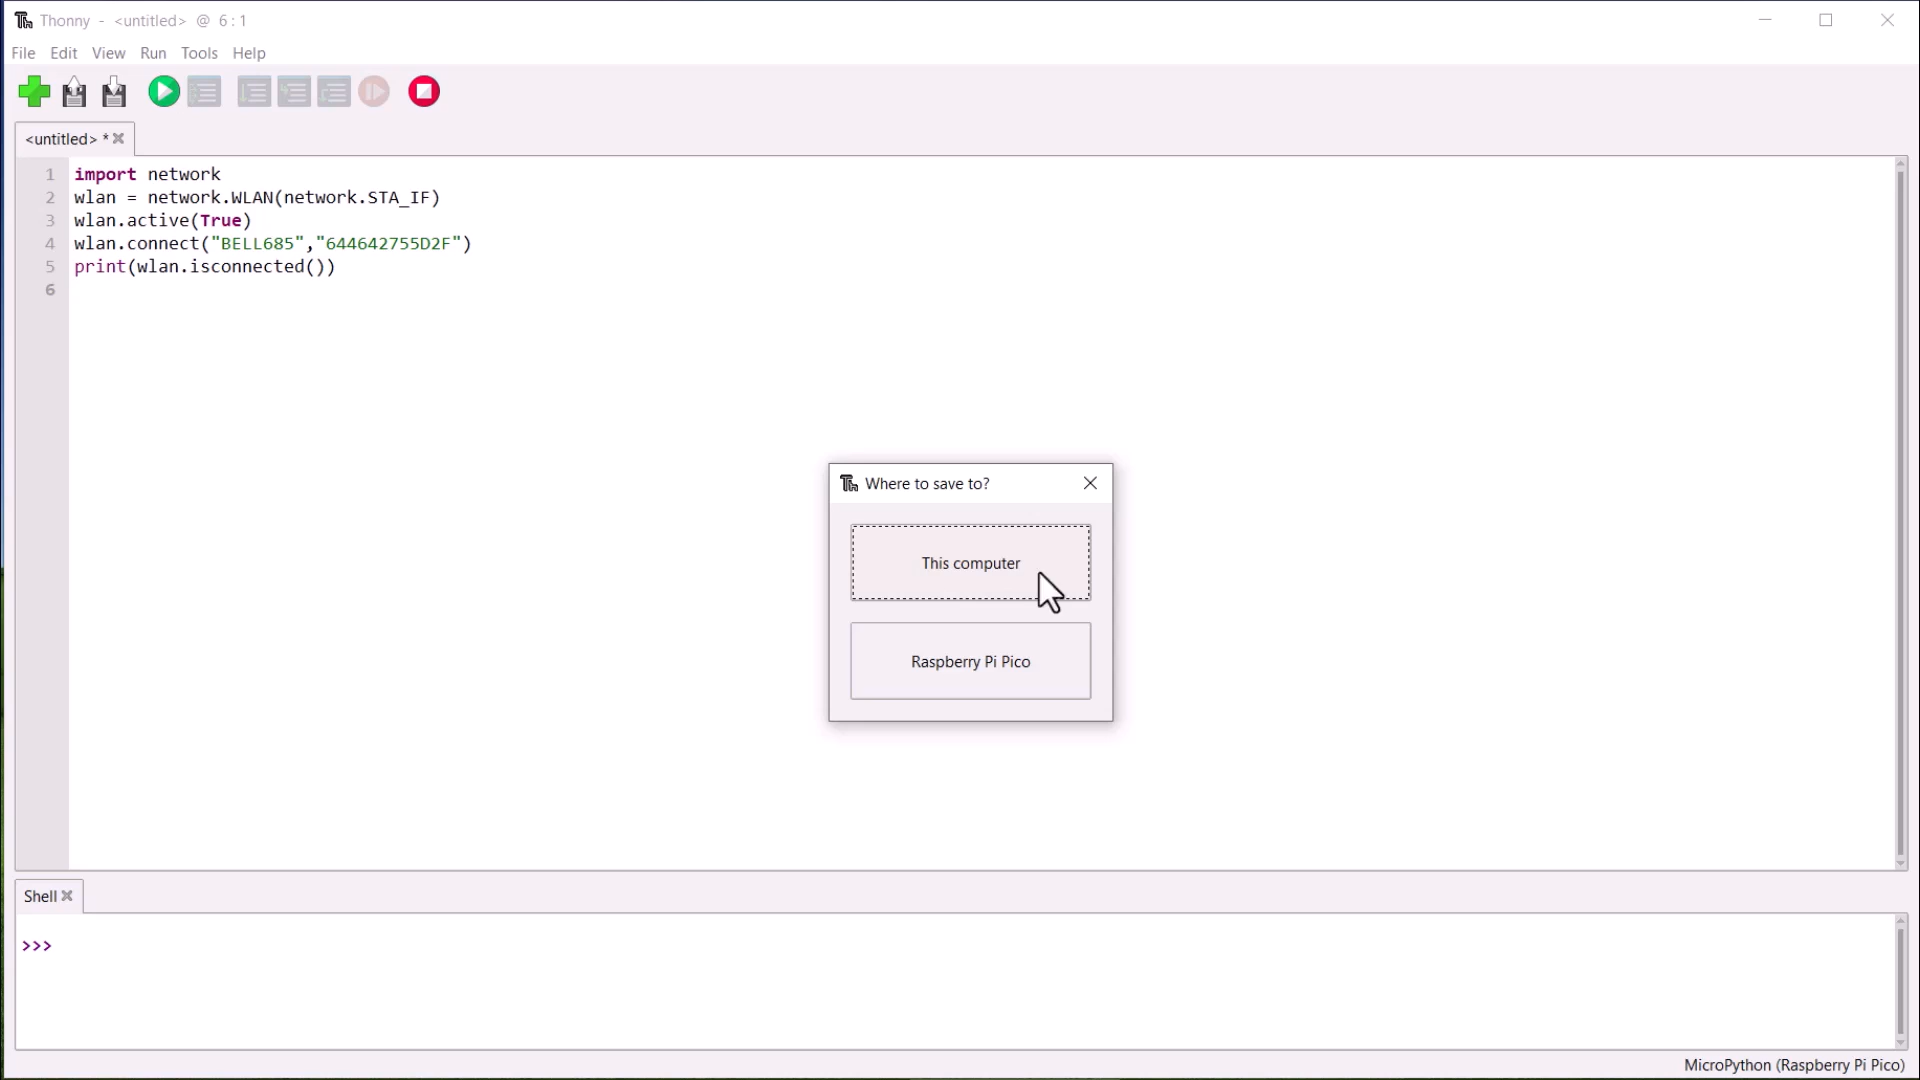 Thonny - <untitled> @ 6:1
File Edit View Run Tools Help
<untitled> *
1 import network
2 wlan = network.WLAN(network.STA_IF)
3 wlan.active(True)
4 wlan.connect("BELL685","644642755D2F")
5 print(wlan.isconnected())
6
Where to save to?
This computer
Raspberry Pi Pico
Shell
>>>
MicroPython (Raspberry Pi Pico)